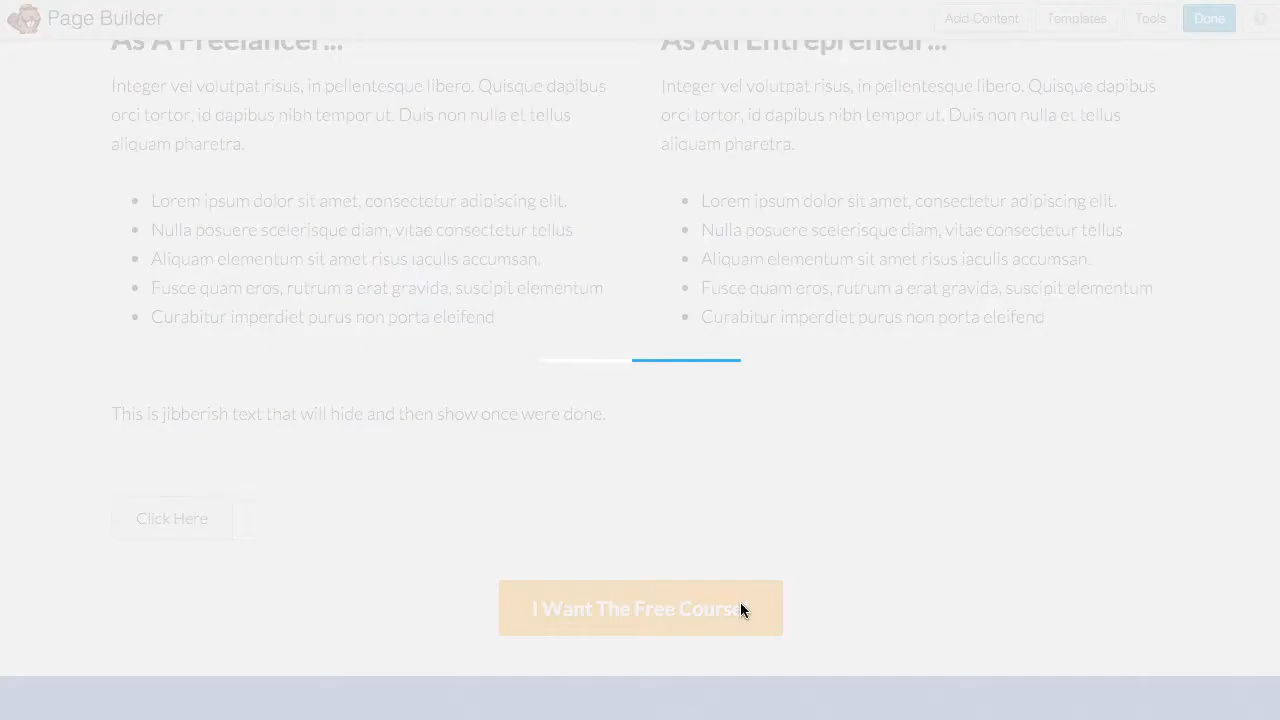 Page Builder
Add Content
Templates
Tools
Done
As A Freelancer...
Integer vel volutpat risus, in pellentesque libero. Quisque dapibus
orci tortor, id dapibus nibh tempor ut. Duis non nulla et tellus
aliquam pharetra.
Lorem ipsum dolor sit amet, consectetur adipiscing elit.
Nulla posuere scelerisque diam, vitae consectetur tellus
Aliquam elementum sit amet risus iaculis accumsan.
Fusce quam eros, rutrum a erat gravida, suscipit elementum
Curabitur imperdiet purus non porta eleifend
As An Entrepreneur...
Integer vel volutpat risus, in pellentesque libero. Quisque dapibus
orci tortor, id dapibus nibh tempor ut. Duis non nulla et tellus
aliquam pharetra.
Lorem ipsum dolor sit amet, consectetur adipiscing elit.
Nulla posuere scelerisque diam, vitae consectetur tellus
Aliquam elementum sit amet risus iaculis accumsan.
Fusce quam eros, rutrum a erat gravida, suscipit elementum
Curabitur imperdiet purus non porta eleifend
This is jibberish text that will hide and then show once were done.
Click Here
I Want The Free Course